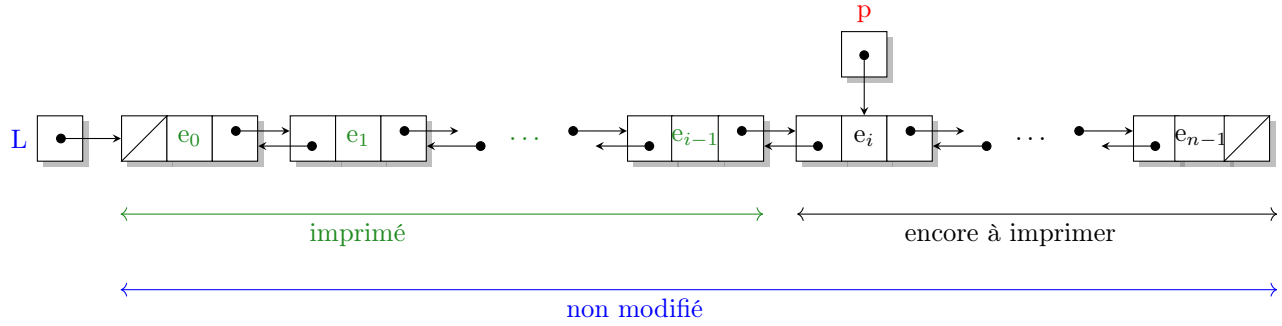 p
L e₀ e₁ ... eᵢ₋₁ eᵢ ... eₙ₋₁
imprimé encore à imprimer
non modifié